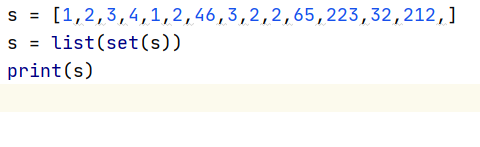 s = [1,2,3,4,1,2,46,3,2,2,65,223,32,212,]
s = list(set(s))
print(s)